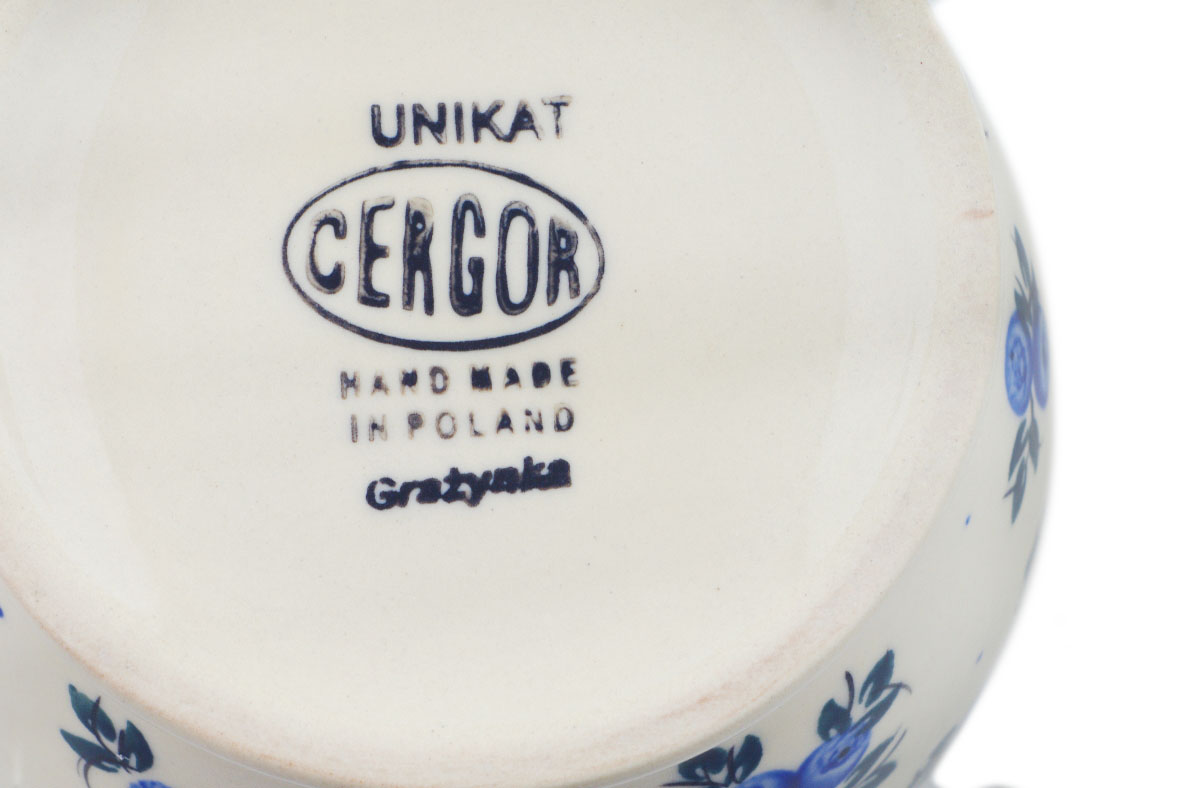 UNIKAT
CERGOR
HAND MADE
IN POLAND
Grażynka